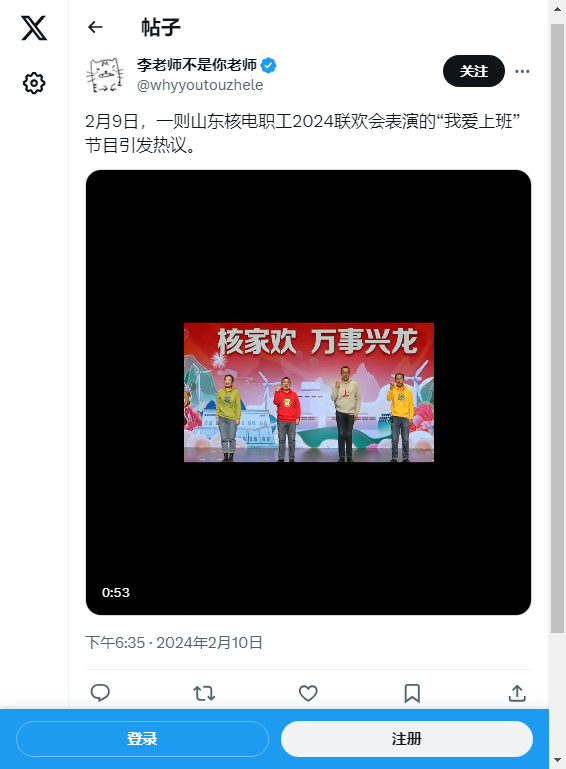 帖子
李老师不是你老师
@whyyoutouzhele
关注
2月9日，一则山东核电职工2024联欢会表演的“我爱上班”
节目引发热议。
核家欢 万事兴龙
0:53
下午6:35 · 2024年2月10日
登录
注册